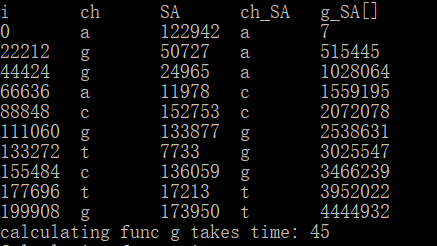 i ch SA ch_SA g_SA[]
0 a 122942 a 7
22212 g 50727 a 515445
44424 g 24965 a 1028064
66636 a 11978 c 1559195
88848 c 152753 c 2072078
111060 g 133877 g 2538631
133272 t 7733 g 3025547
155484 c 136059 g 3466239
177696 t 17213 t 3952022
199908 g 173950 t 4444932
calculating func g takes time: 45